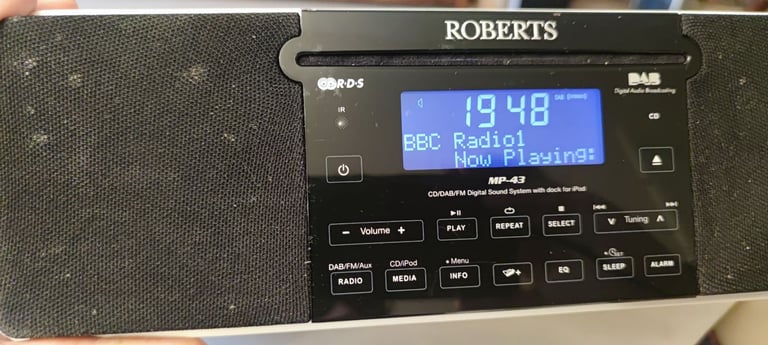 ROBERTS
R·D·S
DAB
Digital Audio Broadcasting
IR
CD
19 48
BBC Radio1
Now Playing:
MP-43
CD/DAB/FM Digital Sound System with dock for iPod
− Volume +
PLAY
REPEAT
SELECT
Tuning
DAB/FM/Aux
CD/iPod
• Menu
SET
RADIO
MEDIA
INFO
EQ
SLEEP
ALARM